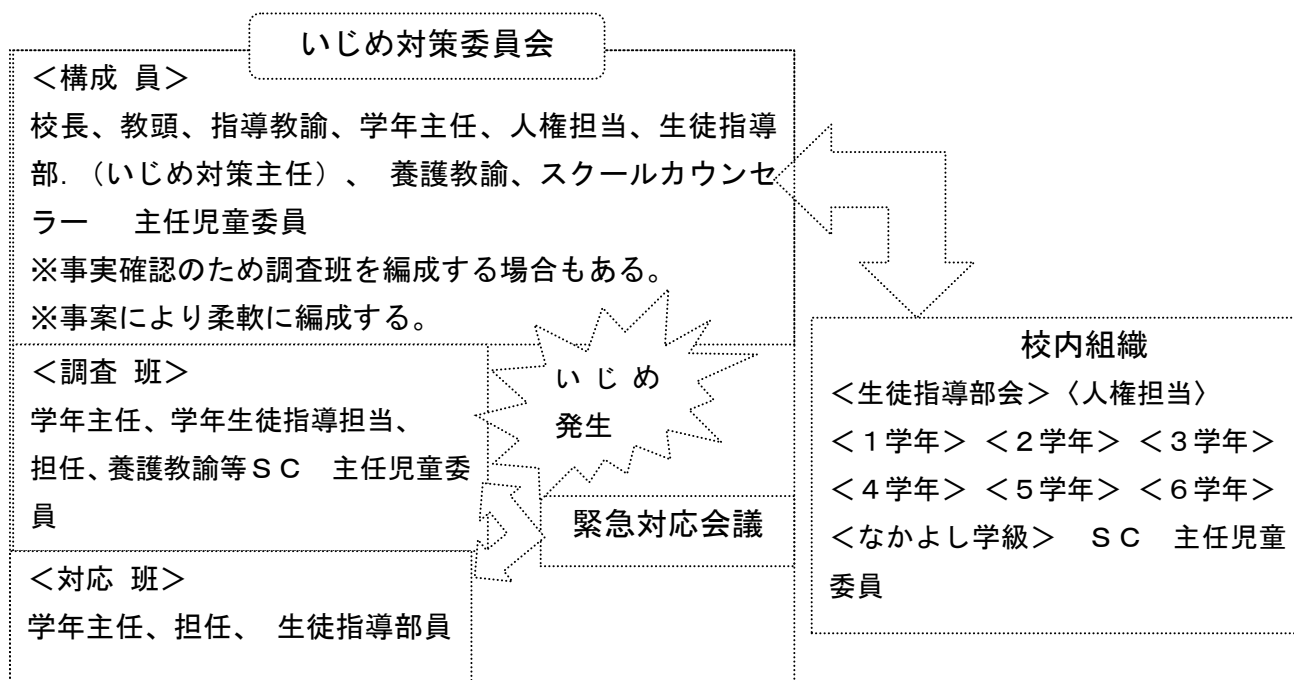 いじめ対策委員会
＜構成 員＞
校長、教頭、指導教諭、学年主任、人権担当、生徒指導
部.（いじめ対策主任）、 養護教諭、スクールカウンセ
ラー　 主任児童委員
※事実確認のため調査班を編成する場合もある。
※事案により柔軟に編成する。
＜調査 班＞
学年主任、学年生徒指導担当、
担任、養護教諭等ＳＣ　主任児童委
員
い じ め
発生
緊急対応会議
＜対応 班＞
学年主任、担任、 生徒指導部員
校内組織
＜生徒指導部会＞〈人権担当〉
＜１学年＞ ＜２学年＞ ＜３学年＞
＜４学年＞ ＜５学年＞ ＜６学年＞
＜なかよし学級＞　ＳＣ　主任児童
委員